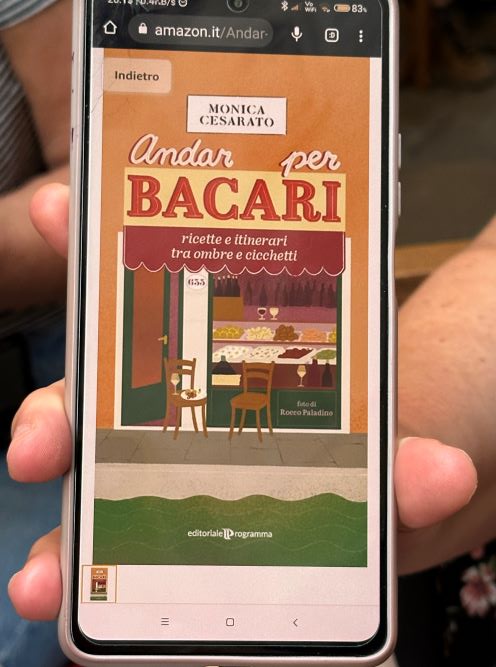 83%
amazon.it/Andar-
Indietro
MONICA
CESARATO
Andar per
BACARI
ricette e itinerari
tra ombre e cicchetti
foto di
Rocco Paladino
editoriale Programma